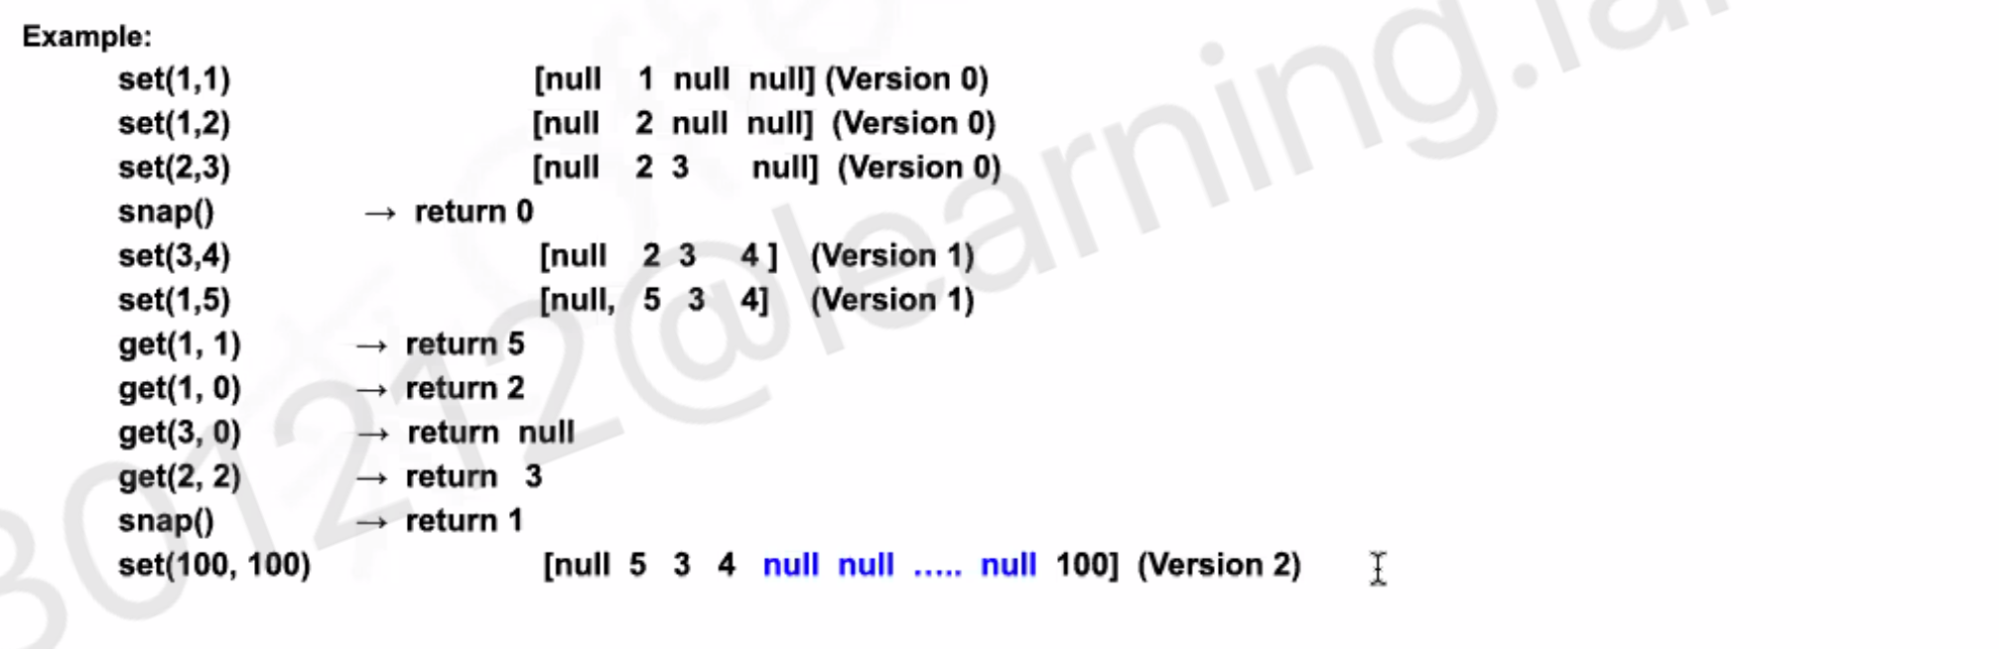 Example:
set(1,1) [null 1 null null] (Version 0)
set(1,2) [null 2 null null] (Version 0)
set(2,3) [null 2 3 null] (Version 0)
snap() → return 0
set(3,4) [null 2 3 4 ] (Version 1)
set(1,5) [null, 5 3 4] (Version 1)
get(1, 1) → return 5
get(1, 0) → return 2
get(3, 0) → return null
get(2, 2) → return 3
snap() → return 1
set(100, 100) [null 5 3 4 null null ..... null 100] (Version 2)
301212@learning.